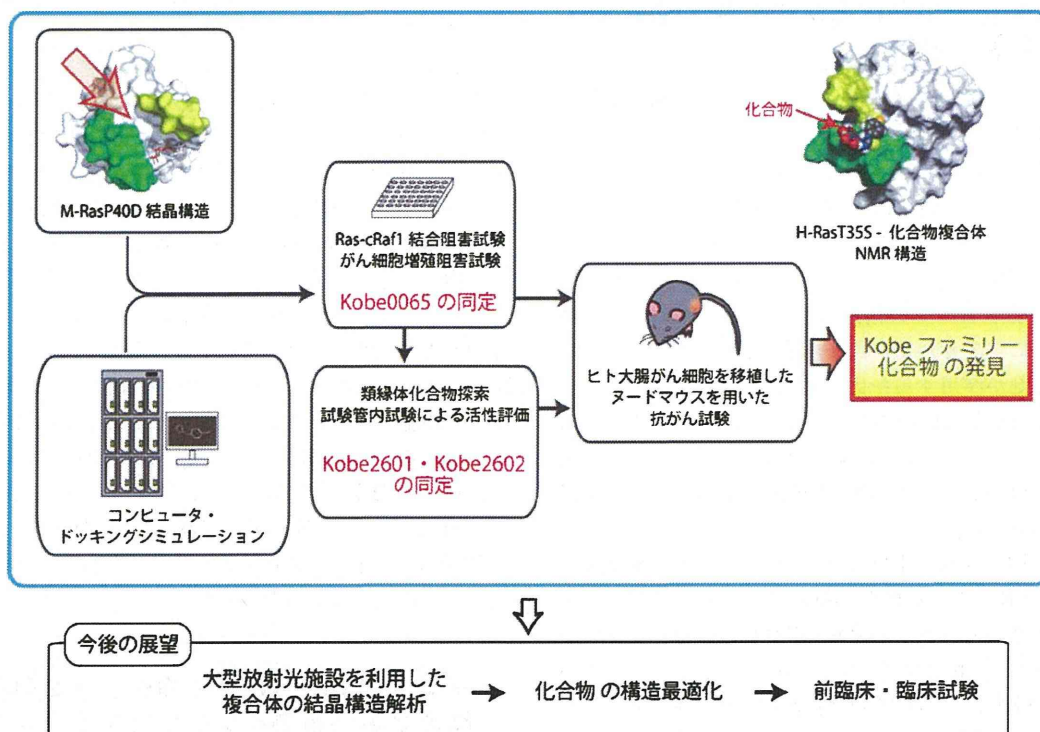 M-RasP40D 結晶構造
コンピュータ・
ドッキングシミュレーション
Ras-cRaf1 結合阻害試験
がん細胞増殖阻害試験
Kobe0065 の同定
類縁体化合物探索
試験管内試験による活性評価
Kobe2601・Kobe2602
の同定
ヒト大腸がん細胞を移植した
ヌードマウスを用いた
抗がん試験
化合物
H-RasT35S - 化合物複合体
NMR 構造
Kobe ファミリー
化合物 の発見
今後の展望
大型放射光施設を利用した
複合体の結晶構造解析
化合物 の構造最適化
前臨床・臨床試験